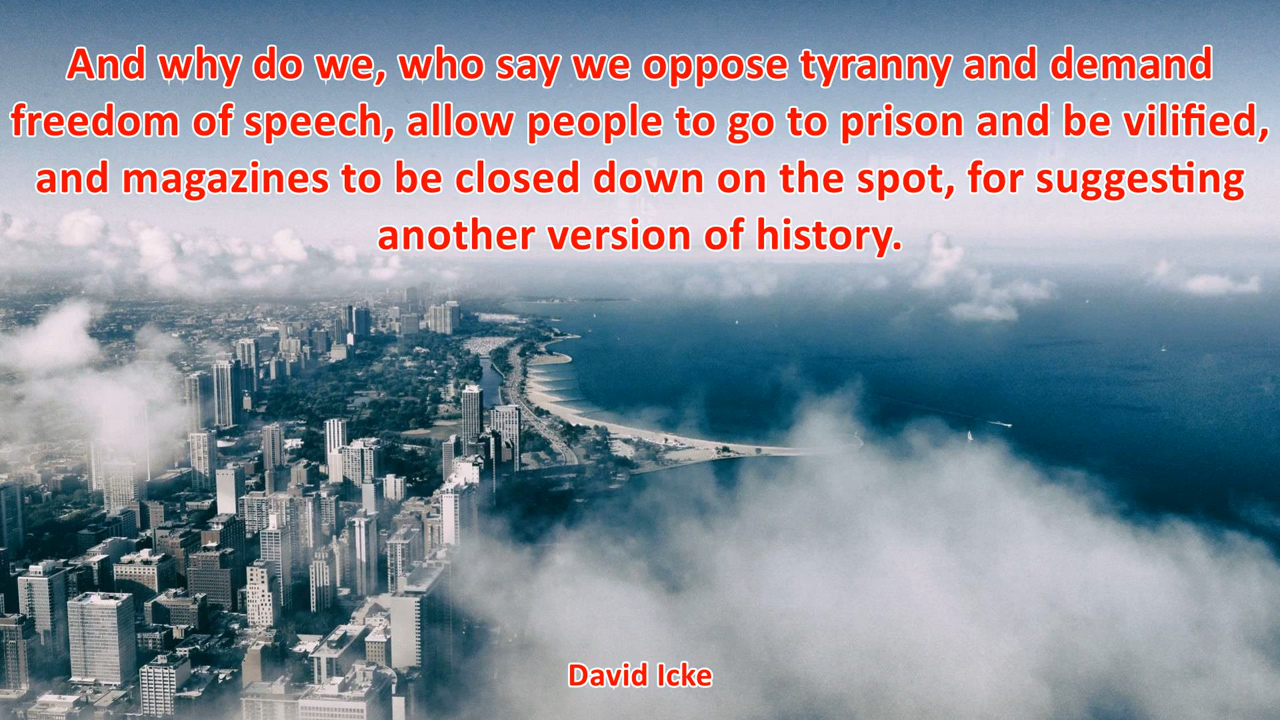 And why do we, who say we oppose tyranny and demand
freedom of speech, allow people to go to prison and be vilified,
and magazines to be closed down on the spot, for suggesting
another version of history.
David Icke